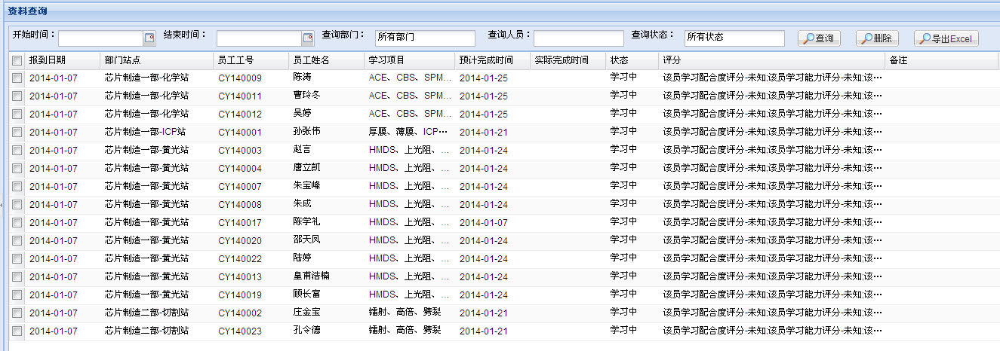 资料查询
开始时间： 结束时间： 查询部门： 所有部门 查询人员： 查询状态： 所有状态 查询 删除 导出Excel
报到日期 部门站点 员工工号 员工姓名 学习项目 预计完成时间 实际完成时间 状态 评分 备注
2014-01-07 芯片制造一部-化学站 CY140009 陈涛 ACE、CBS、SPM... 2014-01-25 学习中 该员学习配合度评分-未知;该员学习能力评分-未知;该…
2014-01-07 芯片制造一部-化学站 CY140011 曹玲冬 ACE、CBS、SPM... 2014-01-25 学习中 该员学习配合度评分-未知;该员学习能力评分-未知;该…
2014-01-07 芯片制造一部-化学站 CY140012 吴婷 ACE、CBS、SPM... 2014-01-25 学习中 该员学习配合度评分-未知;该员学习能力评分-未知;该…
2014-01-07 芯片制造一部-ICP站 CY140001 孙张伟 厚膜、薄膜、ICP… 2014-01-21 学习中 该员学习配合度评分-未知;该员学习能力评分-未知;该…
2014-01-07 芯片制造一部-黄光站 CY140003 赵言 HMDS、上光阻、... 2014-01-24 学习中 该员学习配合度评分-未知;该员学习能力评分-未知;该…
2014-01-07 芯片制造一部-黄光站 CY140004 唐立凯 HMDS、上光阻、... 2014-01-24 学习中 该员学习配合度评分-未知;该员学习能力评分-未知;该…
2014-01-07 芯片制造一部-黄光站 CY140007 朱宝峰 HMDS、上光阻、... 2014-01-24 学习中 该员学习配合度评分-未知;该员学习能力评分-未知;该…
2014-01-07 芯片制造一部-黄光站 CY140008 朱成 HMDS、上光阻、... 2014-01-24 学习中 该员学习配合度评分-未知;该员学习能力评分-未知;该…
2014-01-07 芯片制造一部-黄光站 CY140017 陈学礼 HMDS、上光阻、... 2014-01-07 学习中 该员学习配合度评分-未知;该员学习能力评分-未知;该…
2014-01-07 芯片制造一部-黄光站 CY140020 邵天凤 HMDS、上光阻、... 2014-01-24 学习中 该员学习配合度评分-未知;该员学习能力评分-未知;该…
2014-01-07 芯片制造一部-黄光站 CY140022 陆婷 HMDS、上光阻、... 2014-01-24 学习中 该员学习配合度评分-未知;该员学习能力评分-未知;该…
2014-01-07 芯片制造一部-黄光站 CY140013 皇甫浩楠 HMDS、上光阻、... 2014-01-24 学习中 该员学习配合度评分-未知;该员学习能力评分-未知;该…
2014-01-07 芯片制造一部-黄光站 CY140019 顾长富 HMDS、上光阻、... 2014-01-24 学习中 该员学习配合度评分-未知;该员学习能力评分-未知;该…
2014-01-07 芯片制造二部-切割站 CY140002 庄金宝 镭射、高倍、劈裂 2014-01-21 学习中 该员学习配合度评分-未知;该员学习能力评分-未知;该…
2014-01-07 芯片制造二部-切割站 CY140023 孔令德 镭射、高倍、劈裂 2014-01-21 学习中 该员学习配合度评分-未知;该员学习能力评分-未知;该…